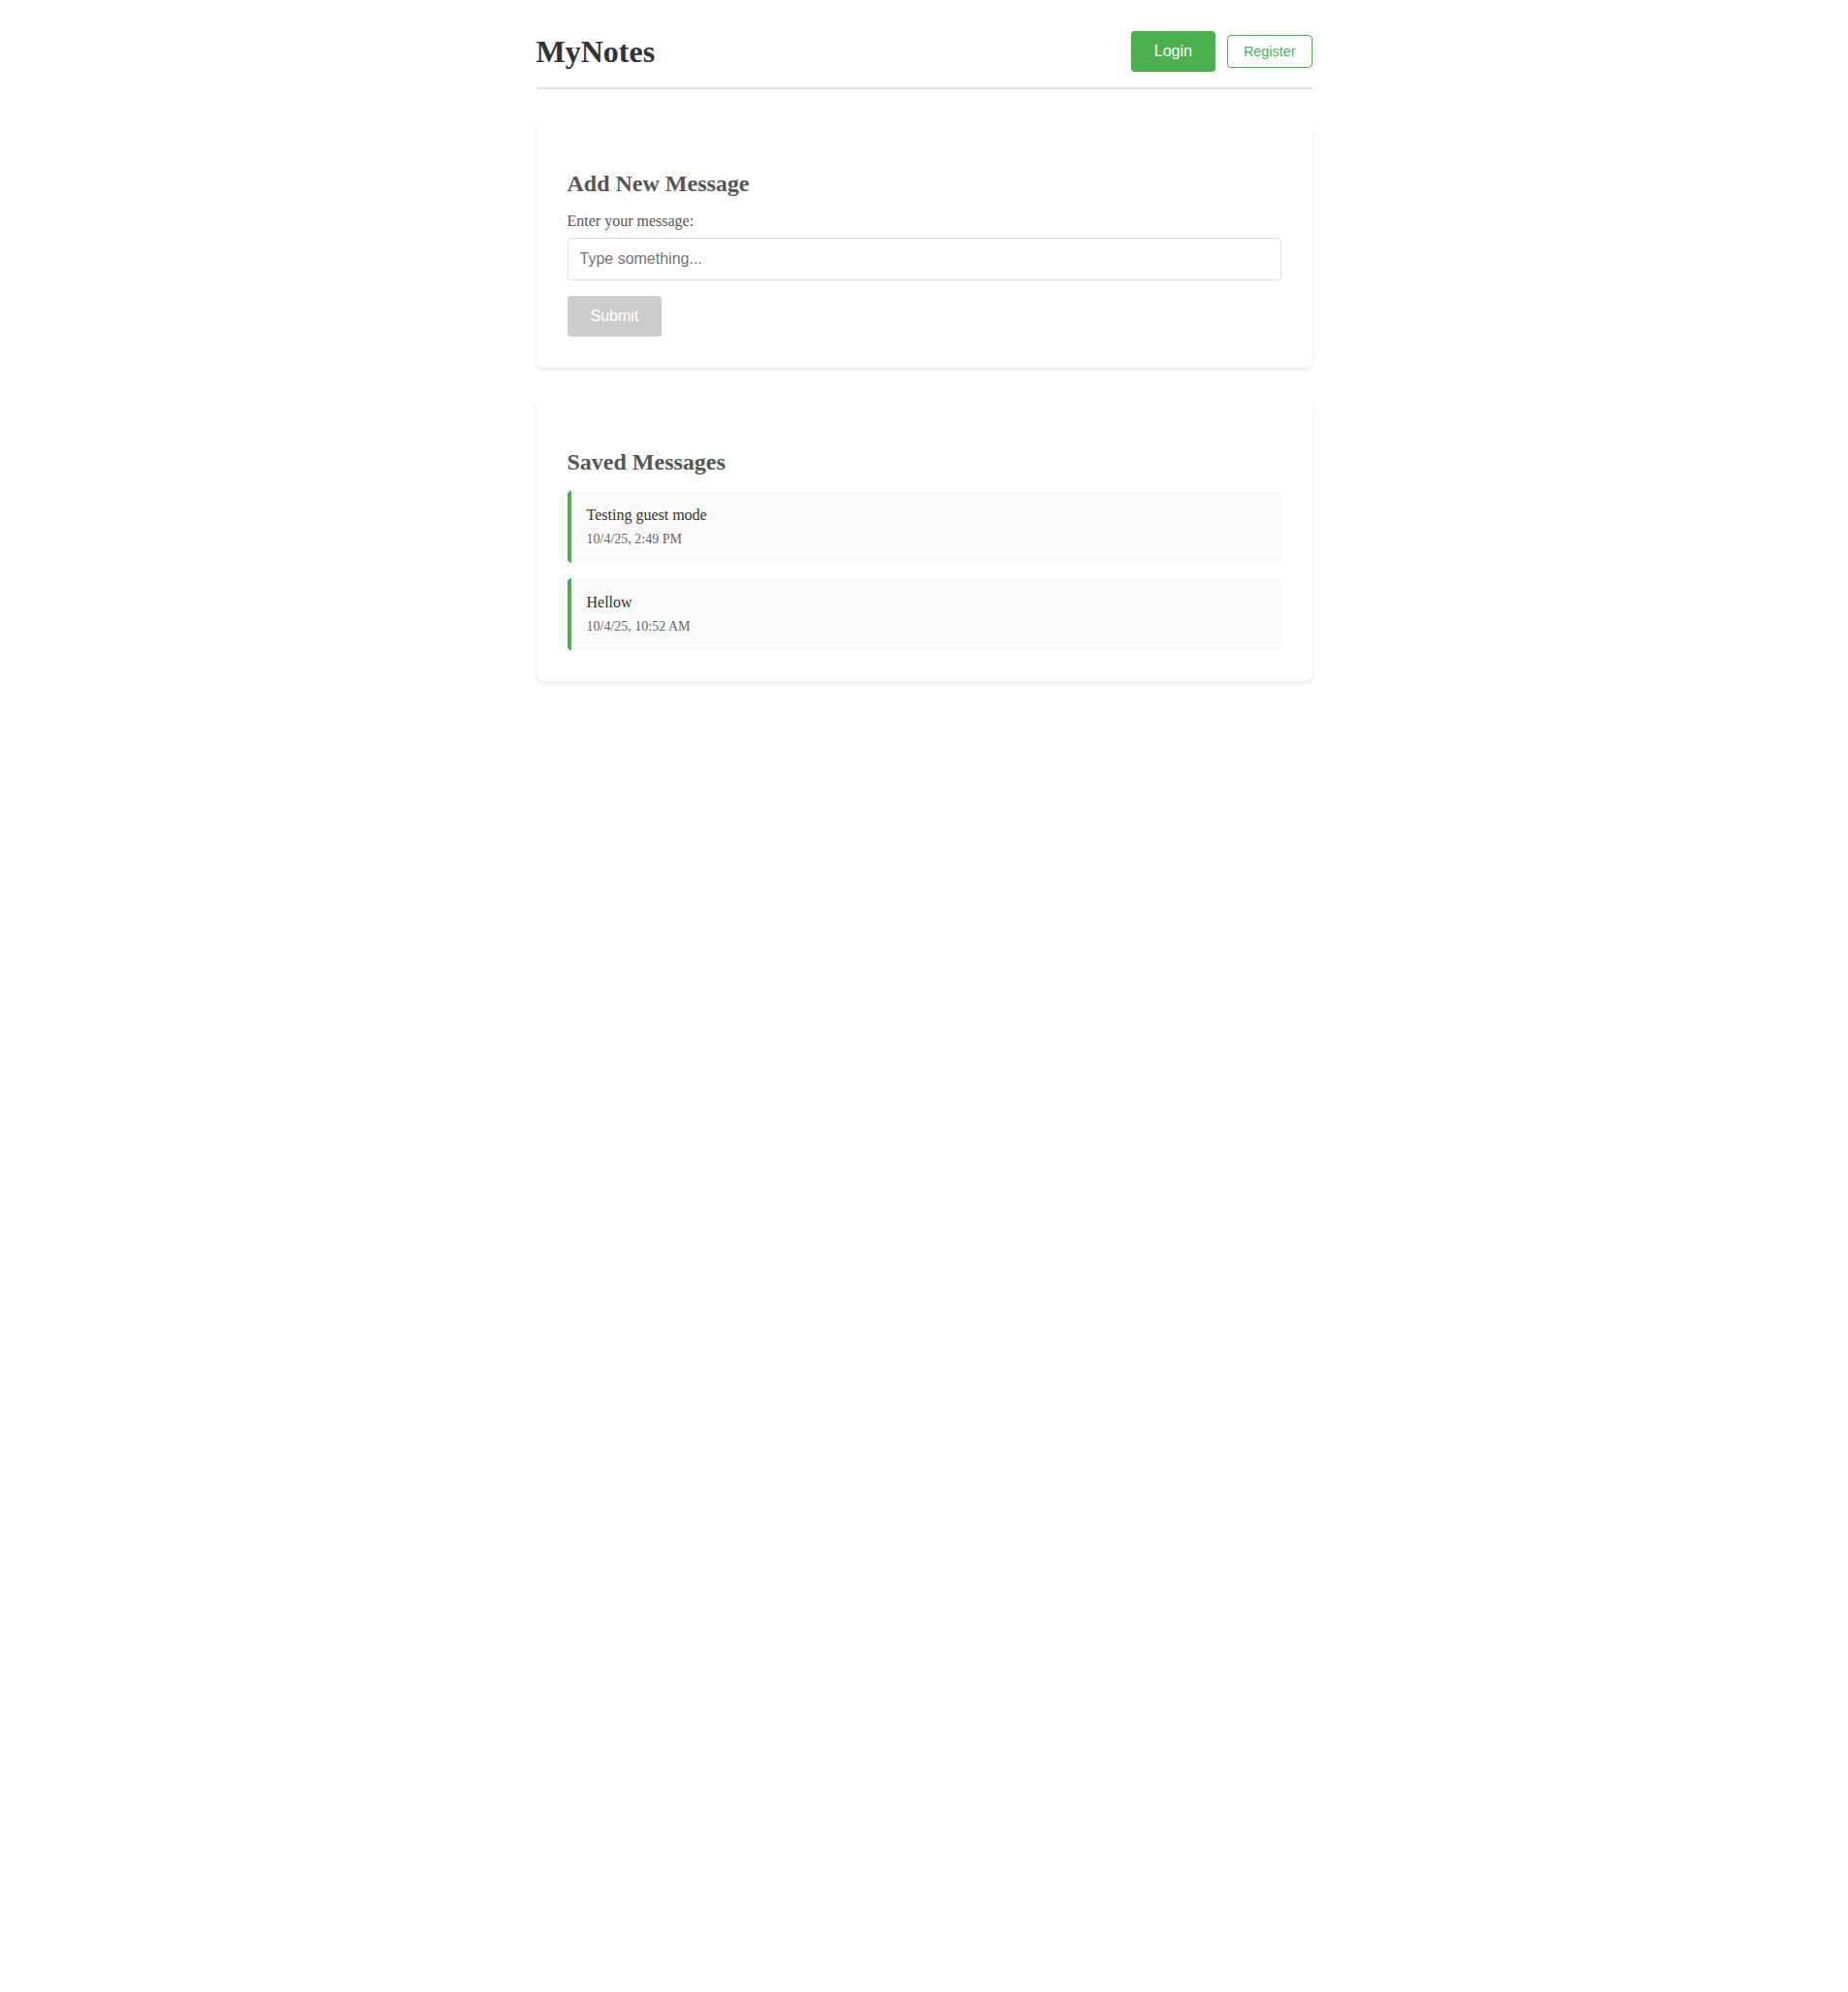 MyNotes
Login
Register
Add New Message
Enter your message:
Type something...
Submit
Saved Messages
Testing guest mode
10/4/25, 2:49 PM
Hellow
10/4/25, 10:52 AM